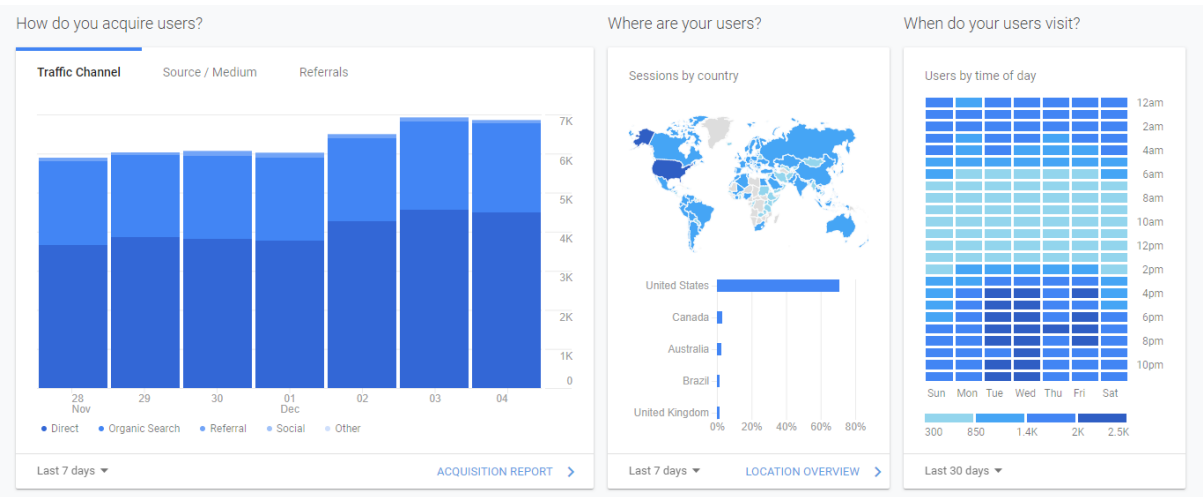 How do you acquire users?
Traffic Channel
Source / Medium
Referrals
7K
6K
5K
4K
3K
2K
1K
0
28
Nov
29
30
01
Dec
02
03
04
Direct
Organic Search
Referral
Social
Other
Last 7 days
ACQUISITION REPORT
Where are your users?
Sessions by country
United States
Canada
Australia
Brazil
United Kingdom
0%
20%
40%
60%
80%
Last 7 days
LOCATION OVERVIEW
When do your users visit?
Users by time of day
12am
2am
4am
6am
8am
10am
12pm
2pm
4pm
6pm
8pm
10pm
Sun
Mon
Tue
Wed
Thu
Fri
Sat
300
850
1.4K
2K
2.5K
Last 30 days